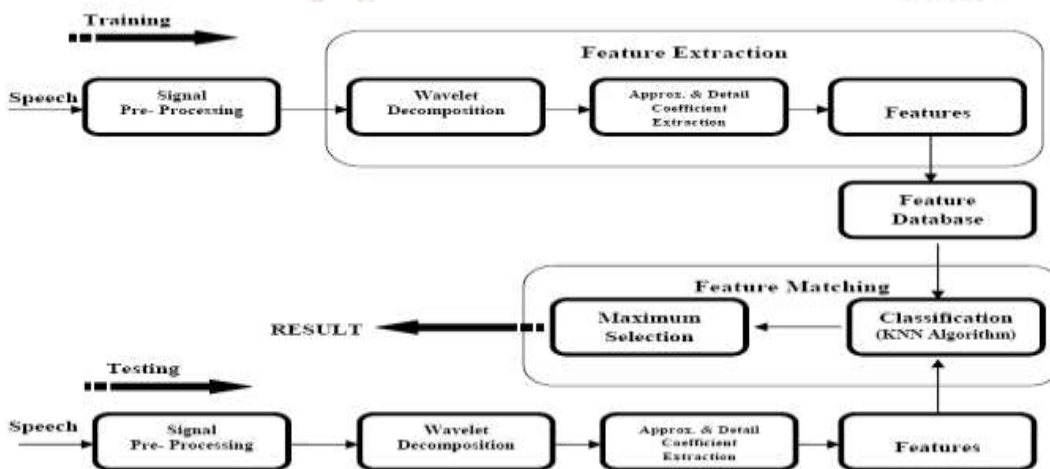 Training
Feature Extraction
Speech
Signal
Pre- Processing
Wavelet
Decomposition
Approx. & Detail
Coefficient
Extraction
Features
Feature
Database
Feature Matching
RESULT
Maximum
Selection
Classification
(KNN Algorithm)
Testing
Speech
Signal
Pre- Processing
Wavelet
Decomposition
Approx. & Detail
Coefficient
Extraction
Features